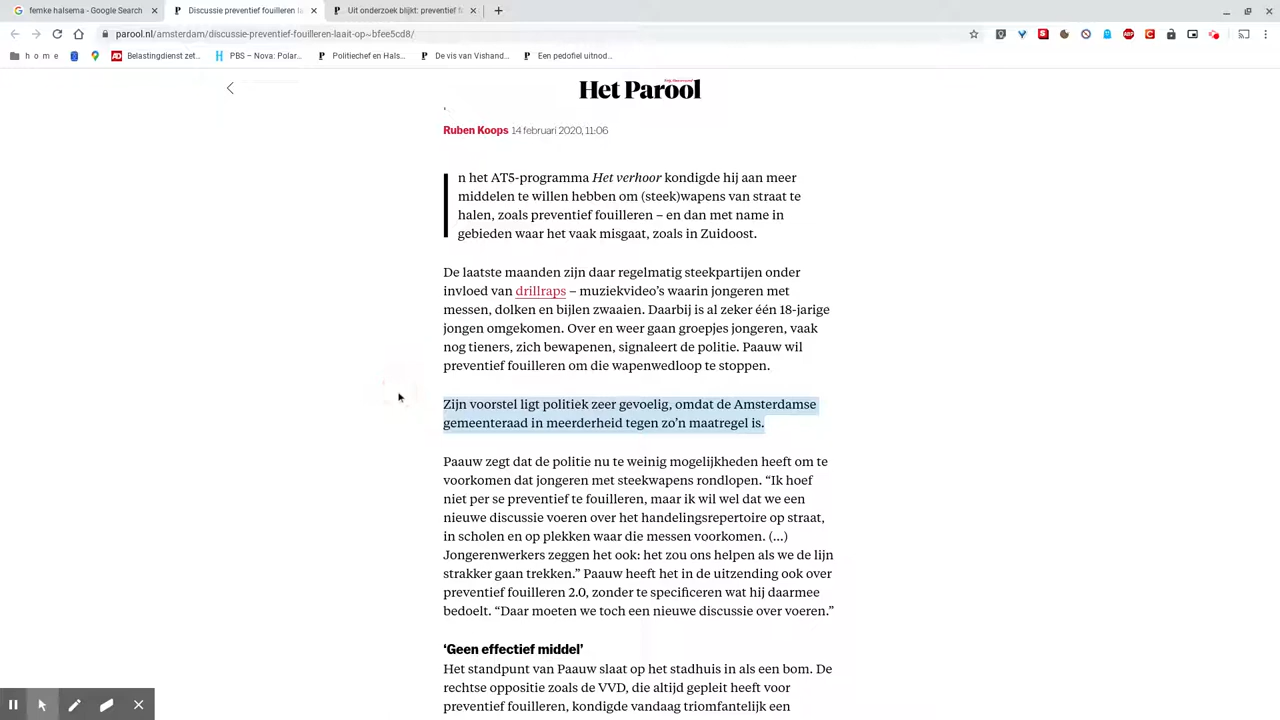 femke halsema - Google Search
Discussie preventief fouilleren la
Uit onderzoek blijkt: preventief f
parool.nl/amsterdam/discussie-preventief-fouilleren-laait-op~bfee5cd8/
h o m e
Belastingdienst zet...
PBS – Nova: Polar...
Politiechef en Hals...
De vis van Vishand...
Een pedofiel uitnod...
Het Parool
Ruben Koops 14 februari 2020, 11:06
In het AT5-programma Het verhoor kondigde hij aan meer
middelen te willen hebben om (steek)wapens van straat te
halen, zoals preventief fouilleren – en dan met name in
gebieden waar het vaak misgaat, zoals in Zuidoost.
De laatste maanden zijn daar regelmatig steekpartijen onder
invloed van drillraps – muziekvideo’s waarin jongeren met
messen, dolken en bijlen zwaaien. Daarbij is al zeker één 18-jarige
jongen omgekomen. Over en weer gaan groepjes jongeren, vaak
nog tieners, zich bewapenen, signaleert de politie. Paauw wil
preventief fouilleren om die wapenwedloop te stoppen.
Zijn voorstel ligt politiek zeer gevoelig, omdat de Amsterdamse
gemeenteraad in meerderheid tegen zo’n maatregel is.
Paauw zegt dat de politie nu te weinig mogelijkheden heeft om te
voorkomen dat jongeren met steekwapens rondlopen. “Ik hoef
niet per se preventief te fouilleren, maar ik wil wel dat we een
nieuwe discussie voeren over het handelingsrepertoire op straat,
in scholen en op plekken waar die messen voorkomen. (...)
Jongerenwerkers zeggen het ook: het zou ons helpen als we de lijn
strakker gaan trekken.” Paauw heeft het in de uitzending ook over
preventief fouilleren 2.0, zonder te specificeren wat hij daarmee
bedoelt. “Daar moeten we toch een nieuwe discussie over voeren.”
‘Geen effectief middel’
Het standpunt van Paauw slaat op het stadhuis in als een bom. De
rechtse oppositie zoals de VVD, die altijd gepleit heeft voor
preventief fouilleren, kondigde vandaag triomfantelijk een